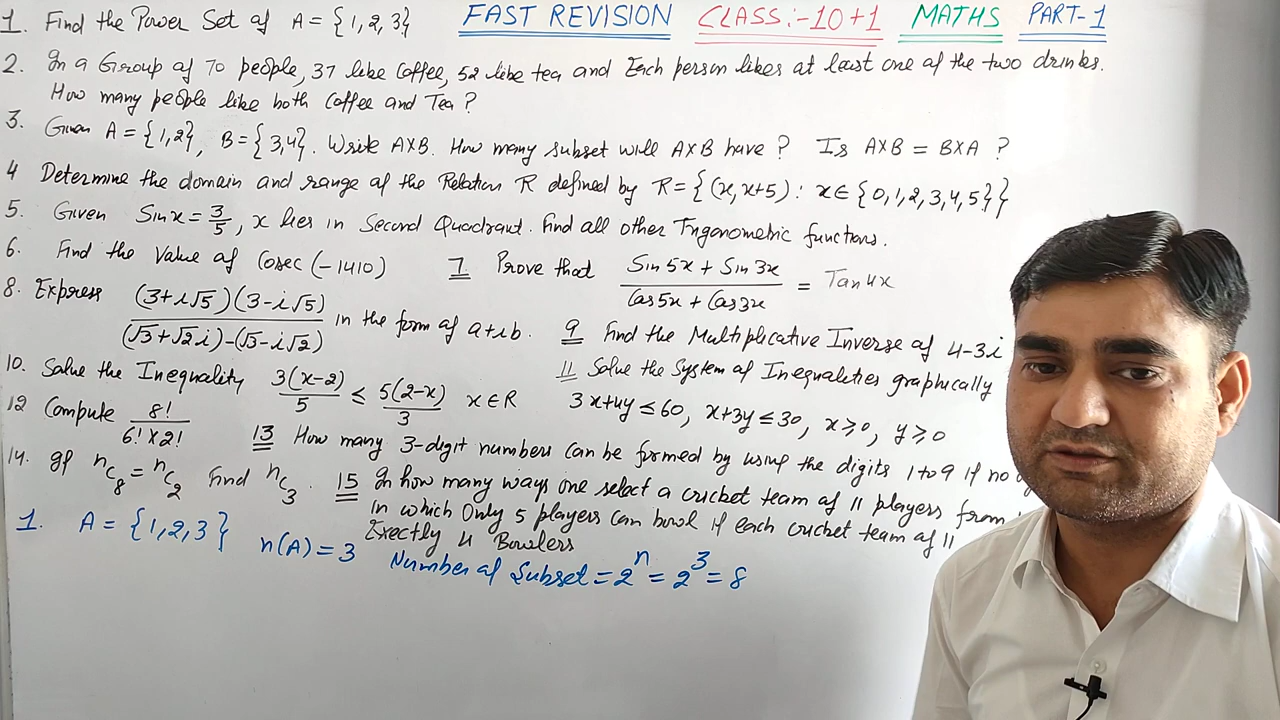 FAST REVISION CLASS:-10+1 MATHS PART-1
1. Find the Power Set of A = {1,2,3}
2. In a Group of 70 people, 37 like Coffee, 52 like tea and Each person likes at least one of the two drinks.
How many people like both Coffee and Tea ?
3. Given A = {1,2}, B = {3,4}. Write A×B. How many subset will A×B have ? Is A×B = B×A ?
4 Determine the domain and range of the Relation R defined by R = {(x, x+5) : x ∈ {0,1,2,3,4,5}}
5. Given Sinx = 3/5, x lies in Second Quadrant. find all other Trigonometric functions.
6. Find the Value of Cosec (-1410) 7. Prove that (Sin 5x + Sin 3x)/(Cos 5x + Cos 3x) = Tan 4x
8. Express (3+i√5)(3-i√5)/((√3+√2i)-(√3-i√2)) in the form of a+ib. 9 Find the Multiplicative Inverse of 4-3i
10. Solve the Inequality 3(x-2)/5 ≤ 5(2-x)/3 x ∈ R 11 Solve the System of Inequalities graphically
3x+4y ≤ 60, x+3y ≤ 30, x ≥ 0, y ≥ 0
12 Compute 8!/(6! × 2!) 13 How many 3-digit numbers can be formed by using the digits 1 to 9 if no
14. If nC8 = nC2 Find nC3. 15 In how many ways one select a cricket team of 11 players from
in which Only 5 players can bowl if each cricket team of 11
Exectly 4 Bowlers
1. A = {1,2,3} n(A) = 3 Number of Subset = 2^n = 2^3 = 8